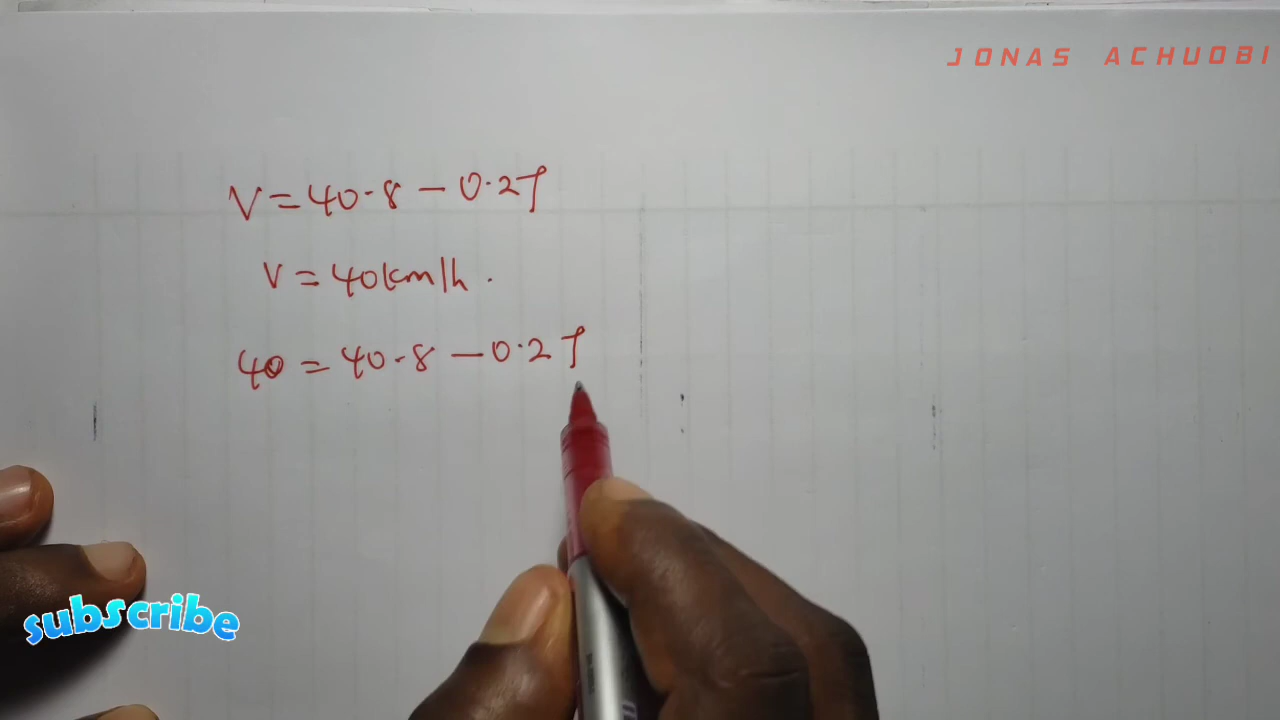 JONAS ACHUOBI
V = 40.8 - 0.2T
V = 40km/h.
40 = 40.8 - 0.2T
subscribe